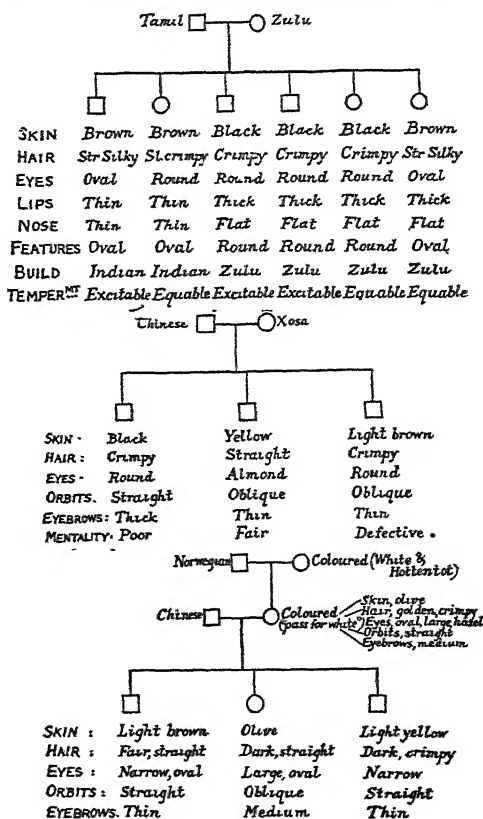 Tamil Zulu
SKIN Brown Brown Black Black Black Brown
HAIR Str Silky Sl.crimpy Crimpy Crimpy Crimpy Str Silky
EYES Oval Round Round Round Round Oval
LIPS Thin Thin Thick Thick Thick Thick
NOSE Thin Thin Flat Flat Flat Flat
FEATURES Oval Oval Round Round Round Oval
BUILD Indian Indian Zulu Zulu Zulu Zulu
TEMPERMT Excitable Equable Excitable Excitable Equable Equable
Chinese Xosa
SKIN - Black Yellow Light brown
HAIR : Crimpy Straight Crimpy
EYES - Round Almond Round
ORBITS. Straight Oblique Oblique
EYEBROWS: Thick Thin Thin
MENTALITY. Poor Fair Defective.
Norwegian Coloured (White &
Hottentot)
Chinese Coloured
("pass for white")
Skin, olive
Hair, golden, crimpy
Eyes, oval, large hazel
Orbits, straight
Eyebrows, medium
SKIN : Light brown Olive Light yellow
HAIR : Fair, straight Dark, straight Dark, crimpy
EYES : Narrow, oval Large, oval Narrow
ORBITS: Straight Oblique Straight
EYEBROWS. Thin Medium Thin